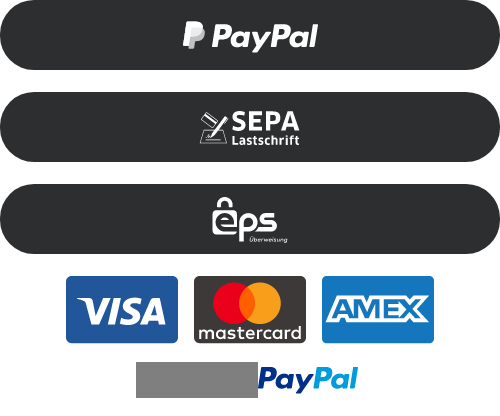 PayPal
SEPA
Lastschrift
eps
Überweisung
VISA
mastercard
AMEX
PayPal